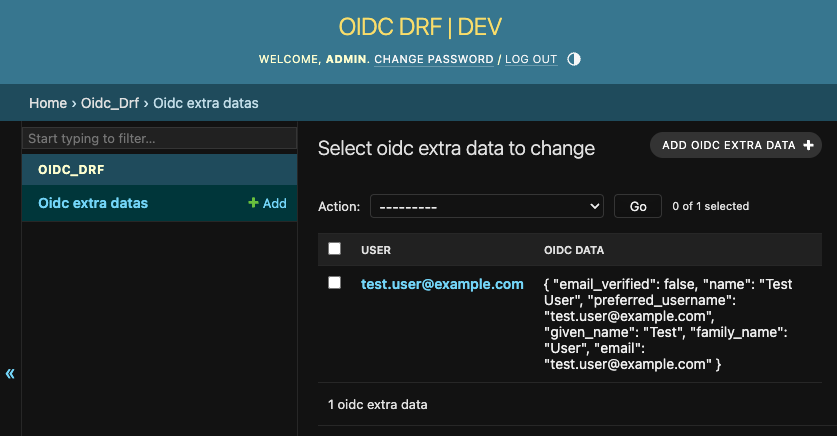 OIDC DRF | DEV
WELCOME, ADMIN. CHANGE PASSWORD / LOG OUT
Home › Oidc_Drf › Oidc extra datas
Start typing to filter...
OIDC_DRF
Oidc extra datas + Add
«
Select oidc extra data to change
ADD OIDC EXTRA DATA +
Action: --------- Go 0 of 1 selected
USER OIDC DATA
test.user@example.com
{ "email_verified": false, "name": "Test
User", "preferred_username":
"test.user@example.com",
"given_name": "Test", "family_name":
"User", "email":
"test.user@example.com" }
1 oidc extra data